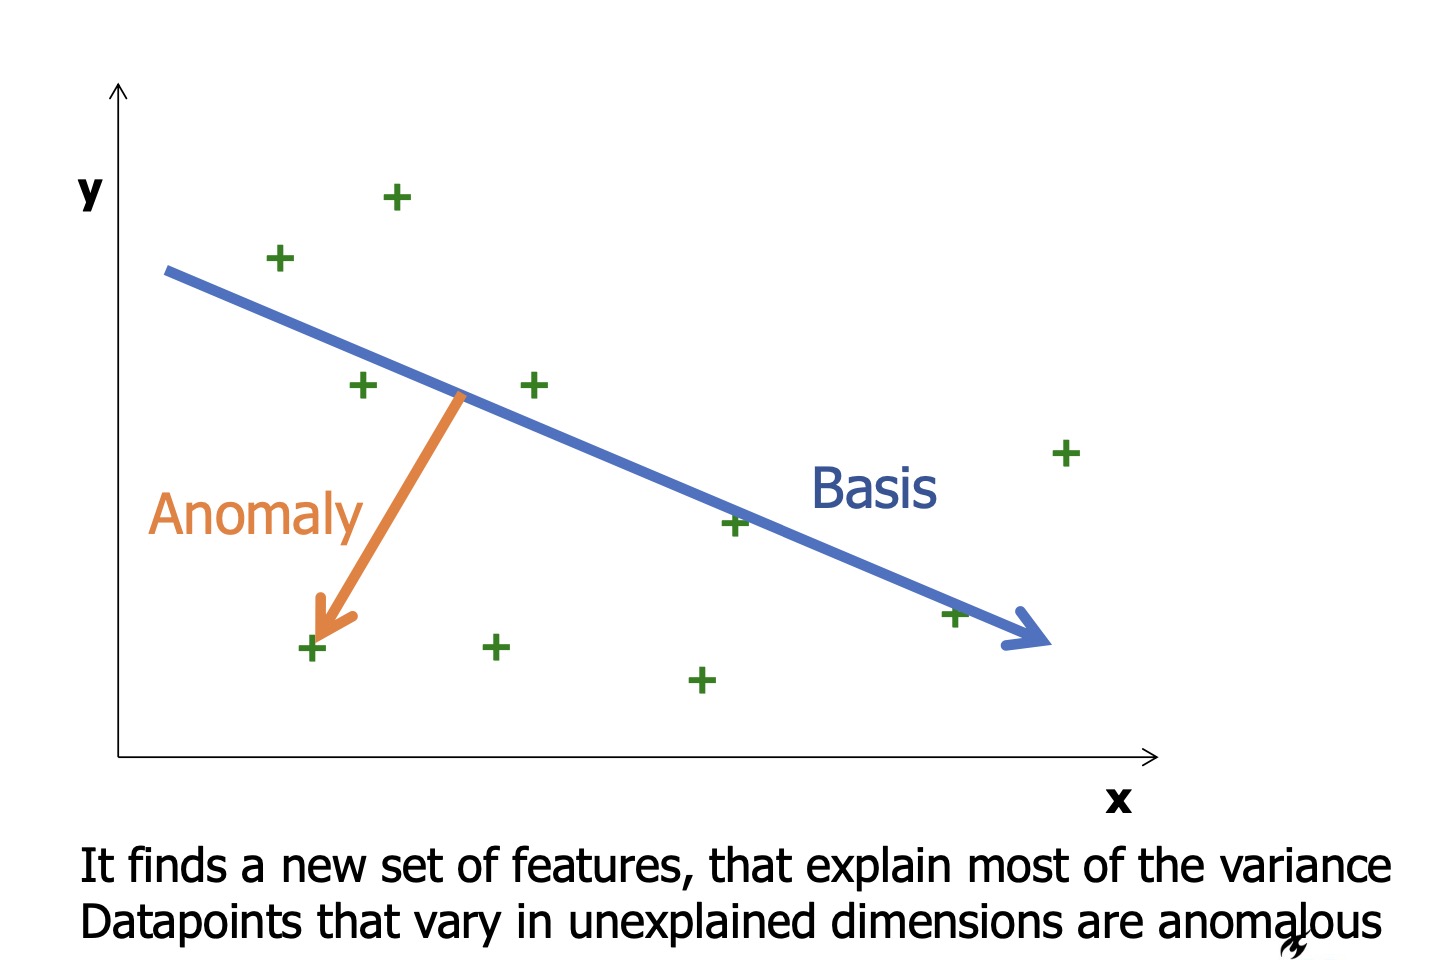 y
Basis
Anomaly
x
It finds a new set of features, that explain most of the variance
Datapoints that vary in unexplained dimensions are anomalous